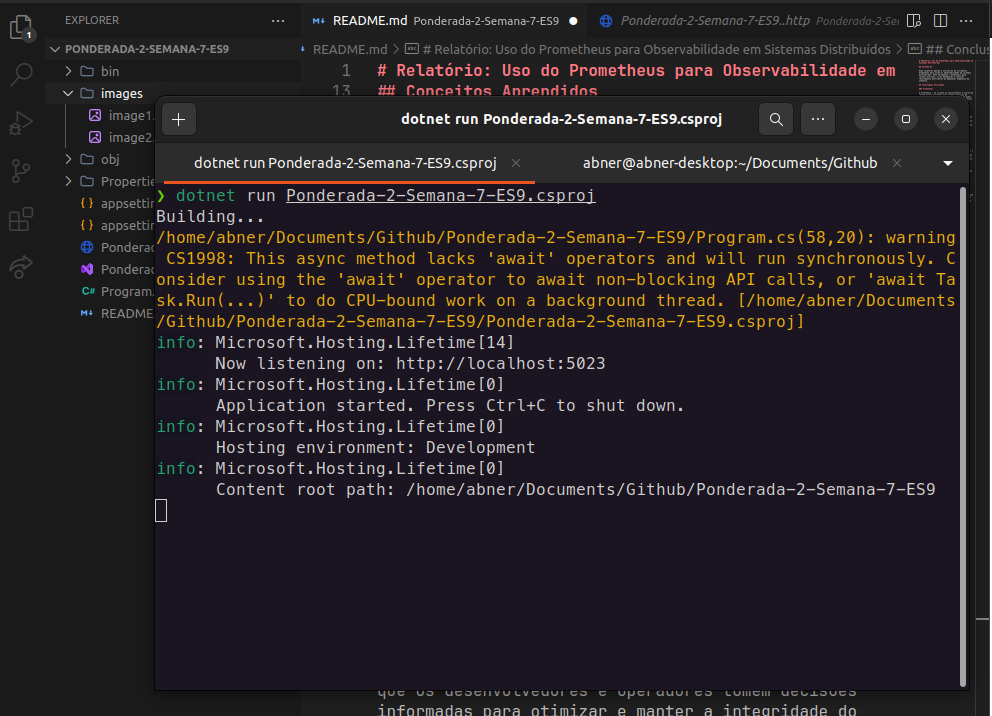 EXPLORER
PONDERADA-2-SEMANA-7-ES9
bin
images
image1.
image2.
obj
Propertie
appsettin
appsettin
Ponderad
Ponderad
Program.
README
1
README.md Ponderada-2-Semana-7-ES9
Ponderada-2-Semana-7-ES9..http Ponderada-2-Se
README.md > # Relatório: Uso do Prometheus para Observabilidade em Sistemas Distribuídos > ## Conclus
1 # Relatório: Uso do Prometheus para Observabilidade em
13 ## Conceitos Aprendidos
dotnet run Ponderada-2-Semana-7-ES9.csproj
dotnet run Ponderada-2-Semana-7-ES9.csproj
abner@abner-desktop:~/Documents/Github
❯ dotnet run Ponderada-2-Semana-7-ES9.csproj
Building...
/home/abner/Documents/Github/Ponderada-2-Semana-7-ES9/Program.cs(58,20): warning
CS1998: This async method lacks 'await' operators and will run synchronously. C
onsider using the 'await' operator to await non-blocking API calls, or 'await Ta
sk.Run(...)' to do CPU-bound work on a background thread. [/home/abner/Documents
/Github/Ponderada-2-Semana-7-ES9/Ponderada-2-Semana-7-ES9.csproj]
info: Microsoft.Hosting.Lifetime[14]
Now listening on: http://localhost:5023
info: Microsoft.Hosting.Lifetime[0]
Application started. Press Ctrl+C to shut down.
info: Microsoft.Hosting.Lifetime[0]
Hosting environment: Development
info: Microsoft.Hosting.Lifetime[0]
Content root path: /home/abner/Documents/Github/Ponderada-2-Semana-7-ES9
que os desenvolvedores e operadores tomem decisões
informadas para otimizar e manter a integridade do